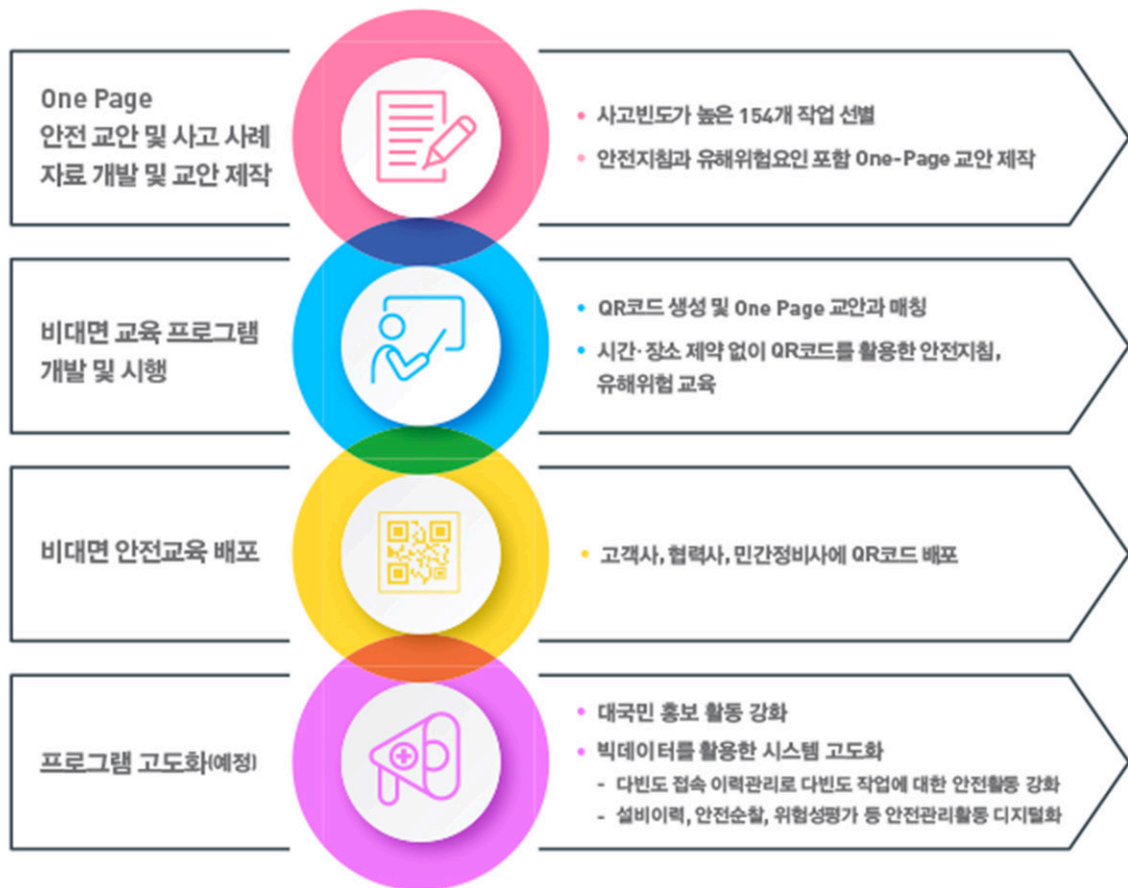 One Page
안전 교안 및 사고 사례
자료 개발 및 교안 제작
• 사고빈도가 높은 154개 작업 선별
• 안전지침과 유해위험요인 포함 One-Page 교안 제작
비대면 교육 프로그램
개발 및 시행
• QR코드 생성 및 One Page 교안과 매칭
• 시간·장소 제약 없이 QR코드를 활용한 안전지침,
유해위험 교육
비대면 안전교육 배포
• 고객사, 협력사, 민간정비사에 QR코드 배포
프로그램 고도화(예정)
• 대국민 홍보 활동 강화
• 빅데이터를 활용한 시스템 고도화
- 다빈도 접속 이력관리로 다빈도 작업에 대한 안전활동 강화
- 설비이력, 안전순찰, 위험성평가 등 안전관리활동 디지털화